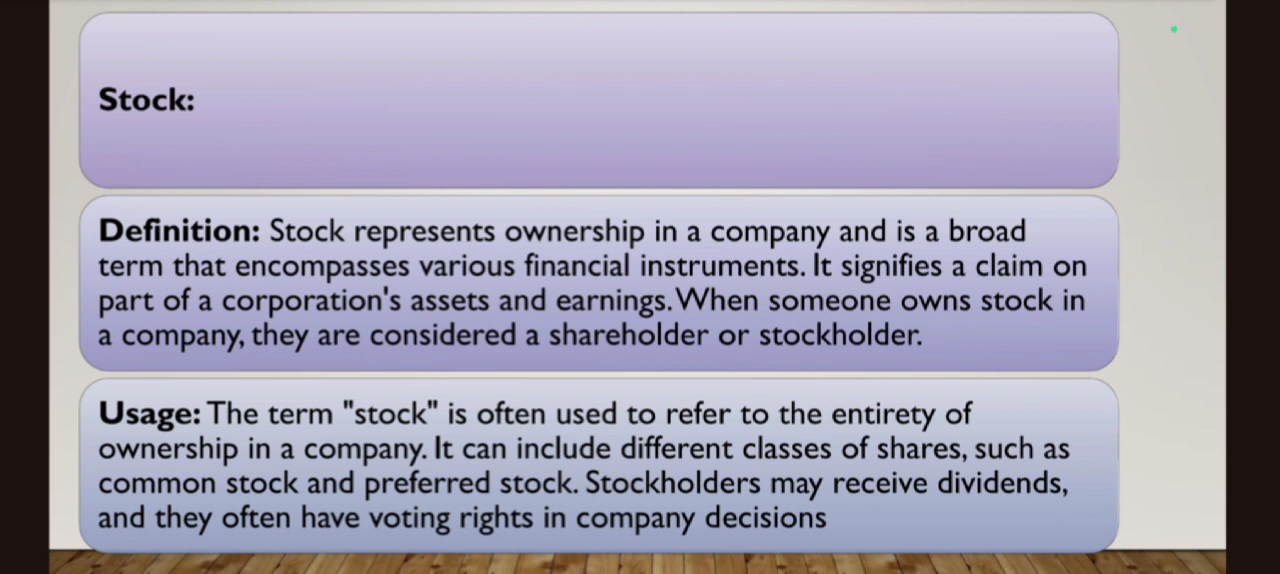 Stock:
Definition: Stock represents ownership in a company and is a broad
term that encompasses various financial instruments. It signifies a claim on
part of a corporation's assets and earnings. When someone owns stock in
a company, they are considered a shareholder or stockholder.
Usage: The term "stock" is often used to refer to the entirety of
ownership in a company. It can include different classes of shares, such as
common stock and preferred stock. Stockholders may receive dividends,
and they often have voting rights in company decisions